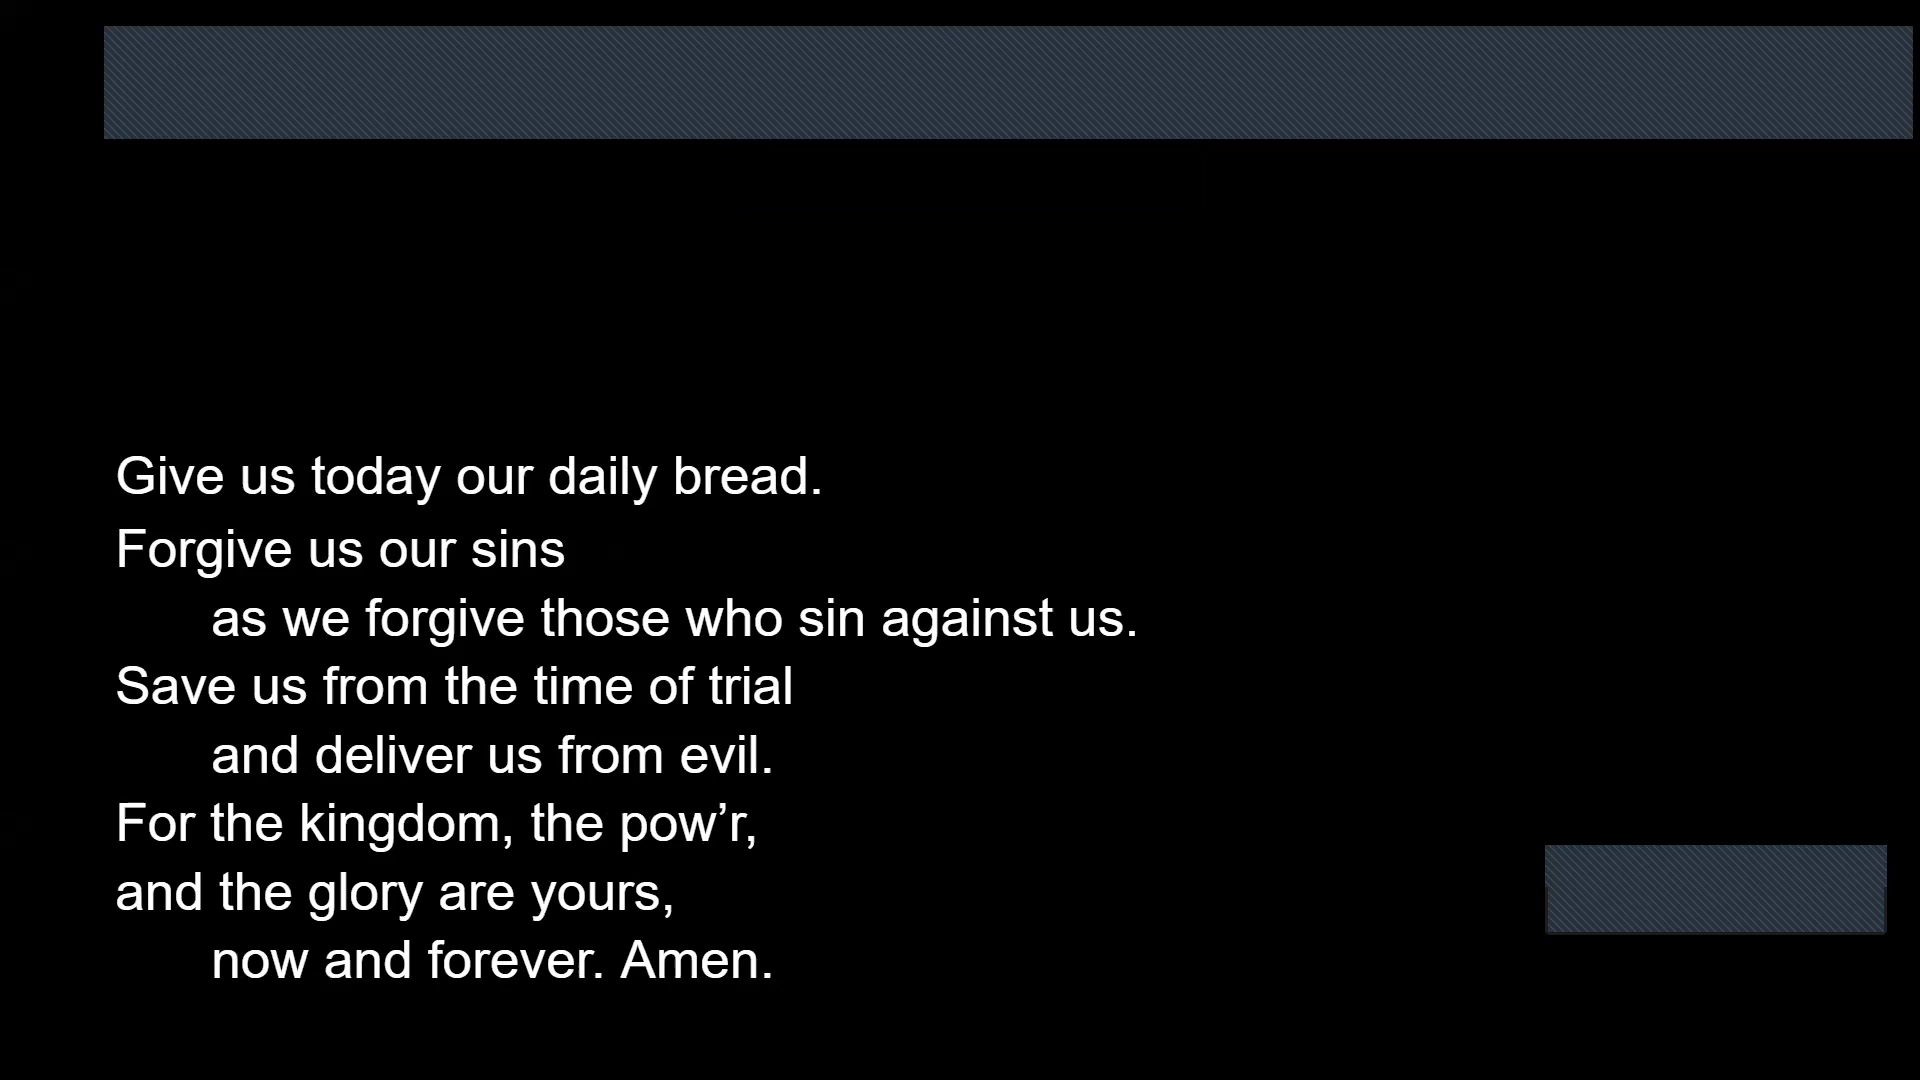 Give us today our daily bread.
Forgive us our sins
as we forgive those who sin against us.
Save us from the time of trial
and deliver us from evil.
For the kingdom, the pow’r,
and the glory are yours,
now and forever. Amen.